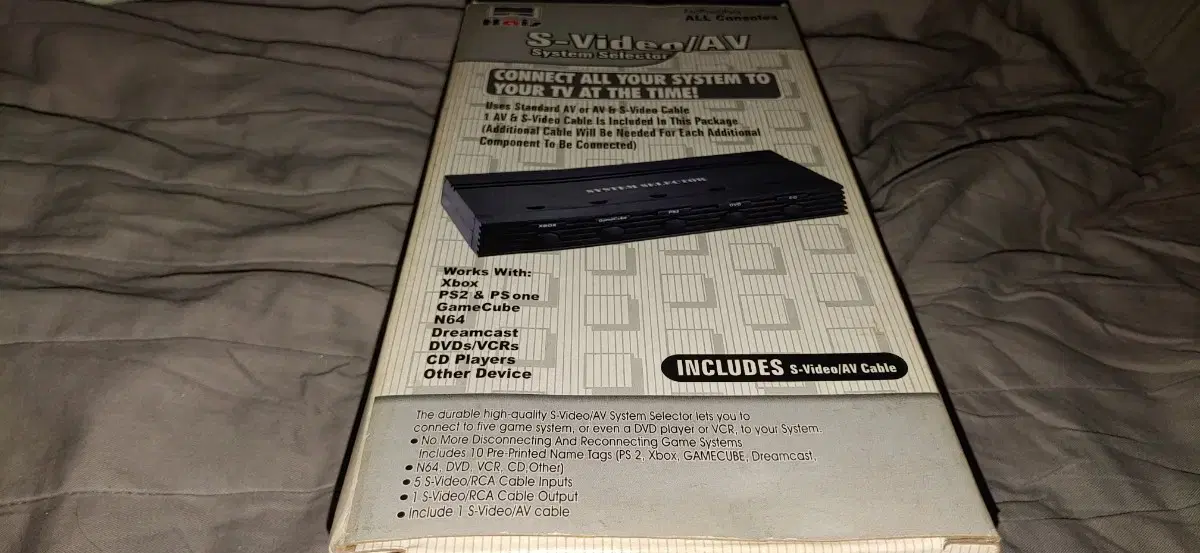 ALL Consoles
S-Video/AV
System Selector
CONNECT ALL YOUR SYSTEM TO
YOUR TV AT THE TIME!
Uses Standard AV or AV & S-Video Cable
1 AV & S-Video Cable Is Included In This Package
(Additional Cable Will Be Needed For Each Additional
Component To Be Connected)
SYSTEM SELECTOR
XBOX GAMECUBE PS2 DVD
Works With:
Xbox
PS2 & PSone
GameCube
N64
Dreamcast
DVDs/VCRs
CD Players
Other Device
INCLUDES S-Video/AV Cable
The durable high-quality S-Video/AV System Selector lets you to
connect to five game system, or even a DVD player or VCR, to your System.
• No More Disconnecting And Reconnecting Game Systems
Includes 10 Pre-Printed Name Tags (PS 2, Xbox, GAMECUBE, Dreamcast,
• N64, DVD, VCR, CD,Other)
• 5 S-Video/RCA Cable Inputs
• 1 S-Video/RCA Cable Output
• Include 1 S-Video/AV cable